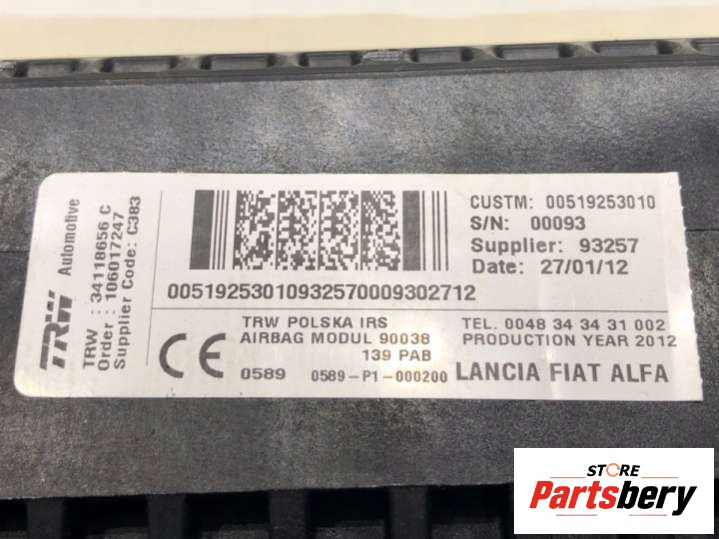 TRW Automotive
TRW : 34118656 C
Order : 106017247
Supplier Code: C383
CUSTM: 00519253010
S/N: 00093
Supplier: 93257
Date: 27/01/12
00519253010932570009302712
TRW POLSKA IRS
AIRBAG MODUL 90038
139 PAB
TEL. 0048 34 34 31 002
PRODUCTION YEAR 2012
CE
0589
0589-P1-000200
LANCIA FIAT ALFA
STORE
Partsbery